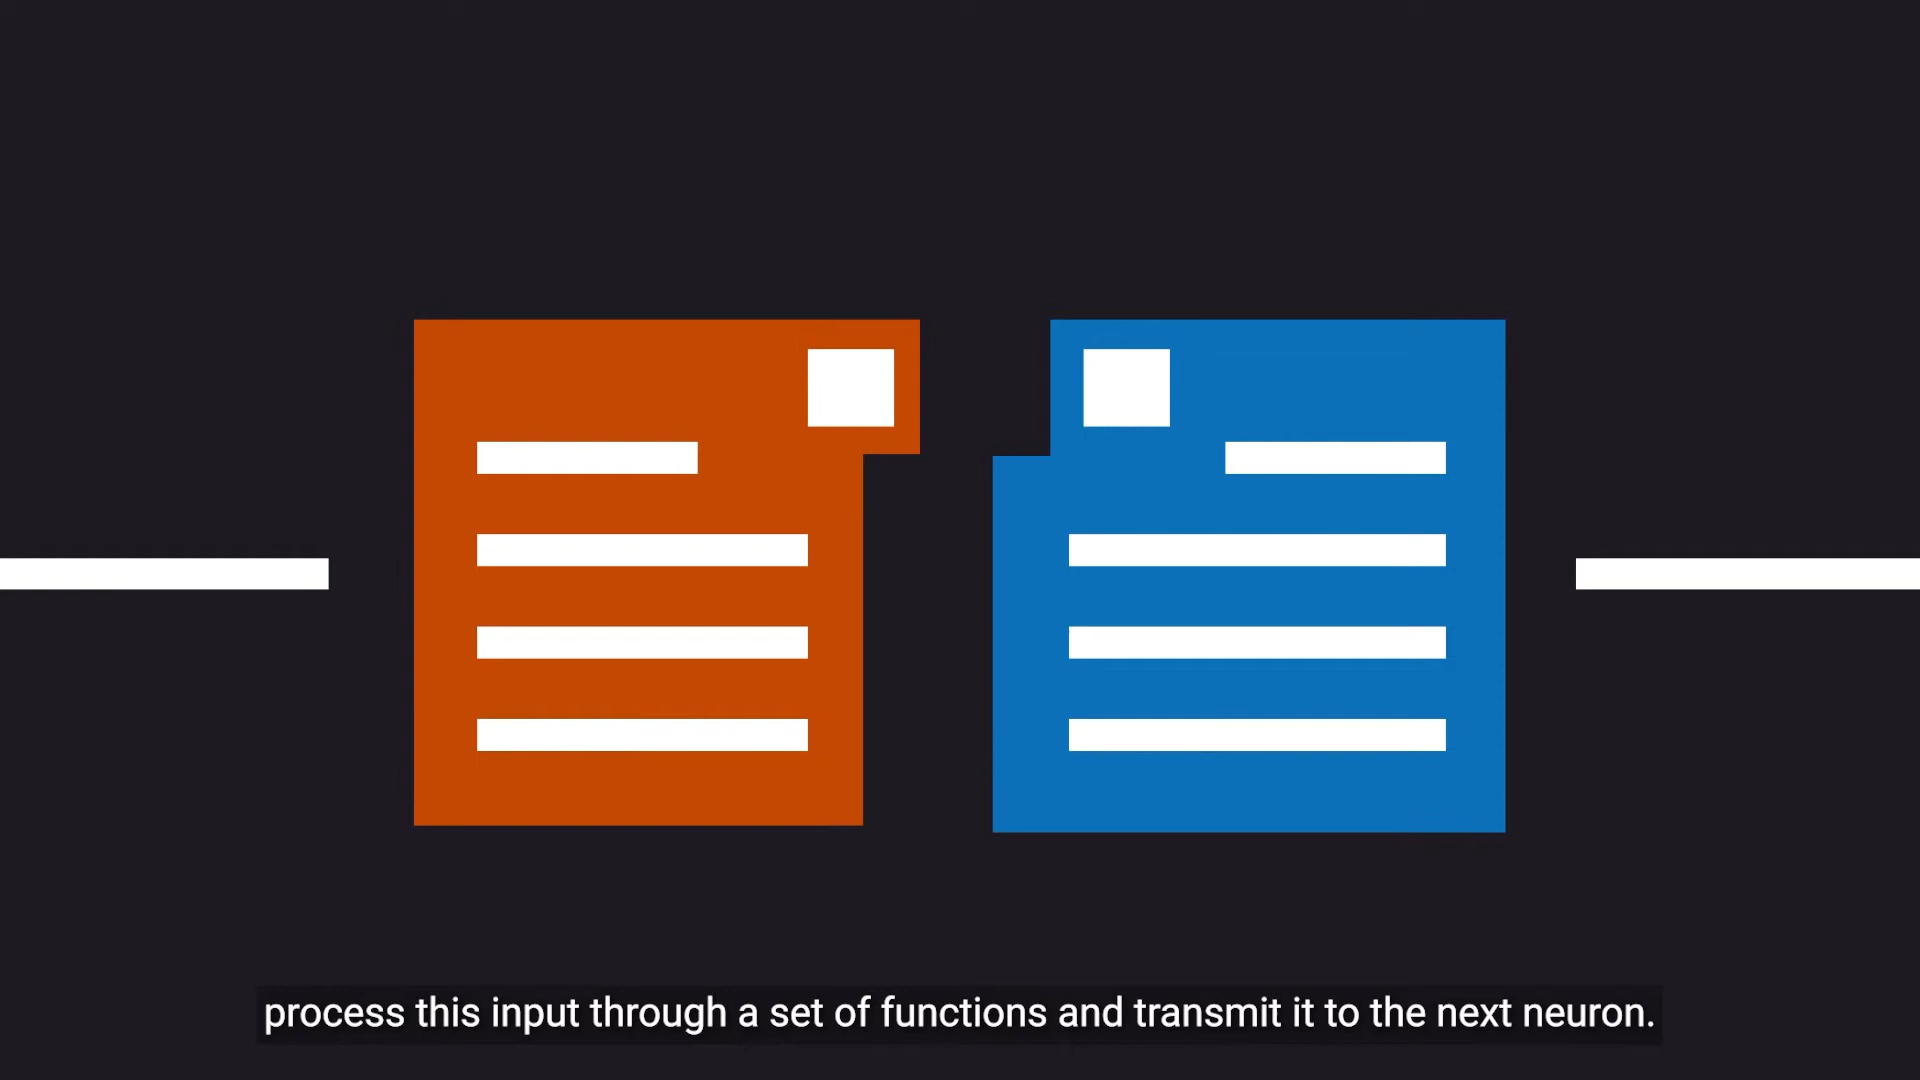 process this input through a set of functions and transmit it to the next neuron.